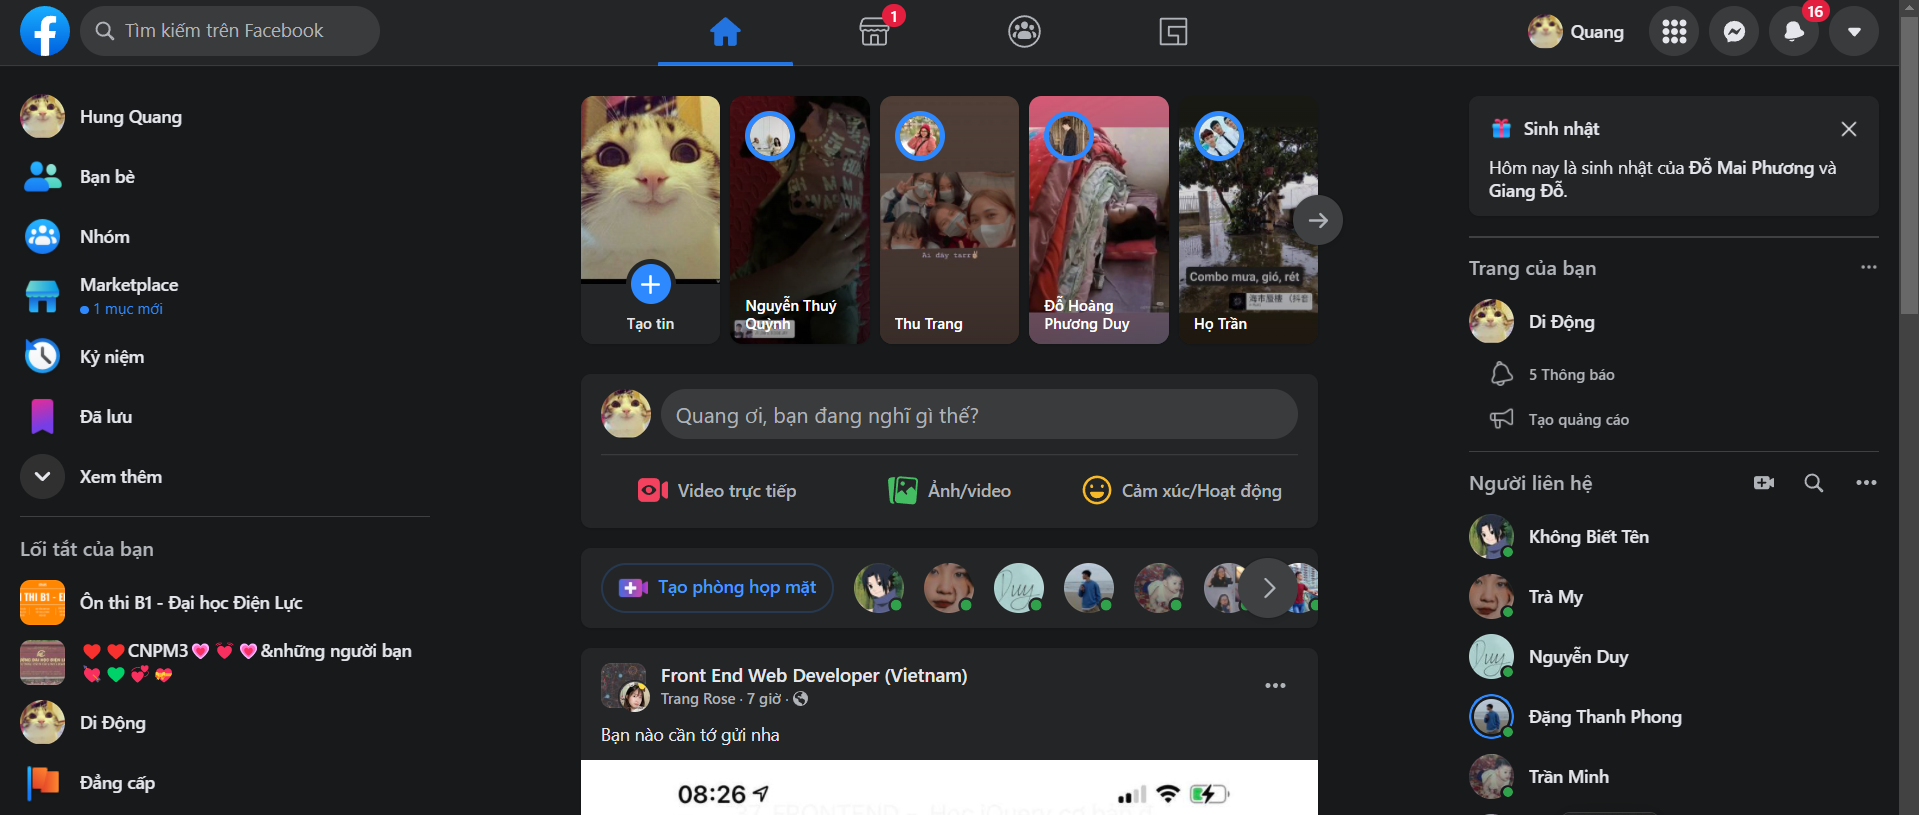 Tìm kiếm trên Facebook
1
Quang
16
Hung Quang
Bạn bè
Nhóm
Marketplace
1 mục mới
Kỷ niệm
Đã lưu
Xem thêm
Lối tắt của bạn
Ôn thi B1 - Đại học Điện Lực
CNPM3 &những người bạn
Di Động
Đẳng cấp
Tạo tin
Nguyễn Thuý
Quỳnh
Ai đây tarr
Thu Trang
Đỗ Hoàng
Phương Duy
Combo mưa, gió, rét
Họ Trần
Quang ơi, bạn đang nghĩ gì thế?
Video trực tiếp
Ảnh/video
Cảm xúc/Hoạt động
Tạo phòng họp mặt
Duy
Front End Web Developer (Vietnam)
Trang Rose · 7 giờ ·
Bạn nào cần tớ gửi nha
08:26
Sinh nhật
Hôm nay là sinh nhật của Đỗ Mai Phương và
Giang Đỗ.
Trang của bạn
Di Động
5 Thông báo
Tạo quảng cáo
Người liên hệ
Không Biết Tên
Trà My
Duy
Nguyễn Duy
Đặng Thanh Phong
Trần Minh